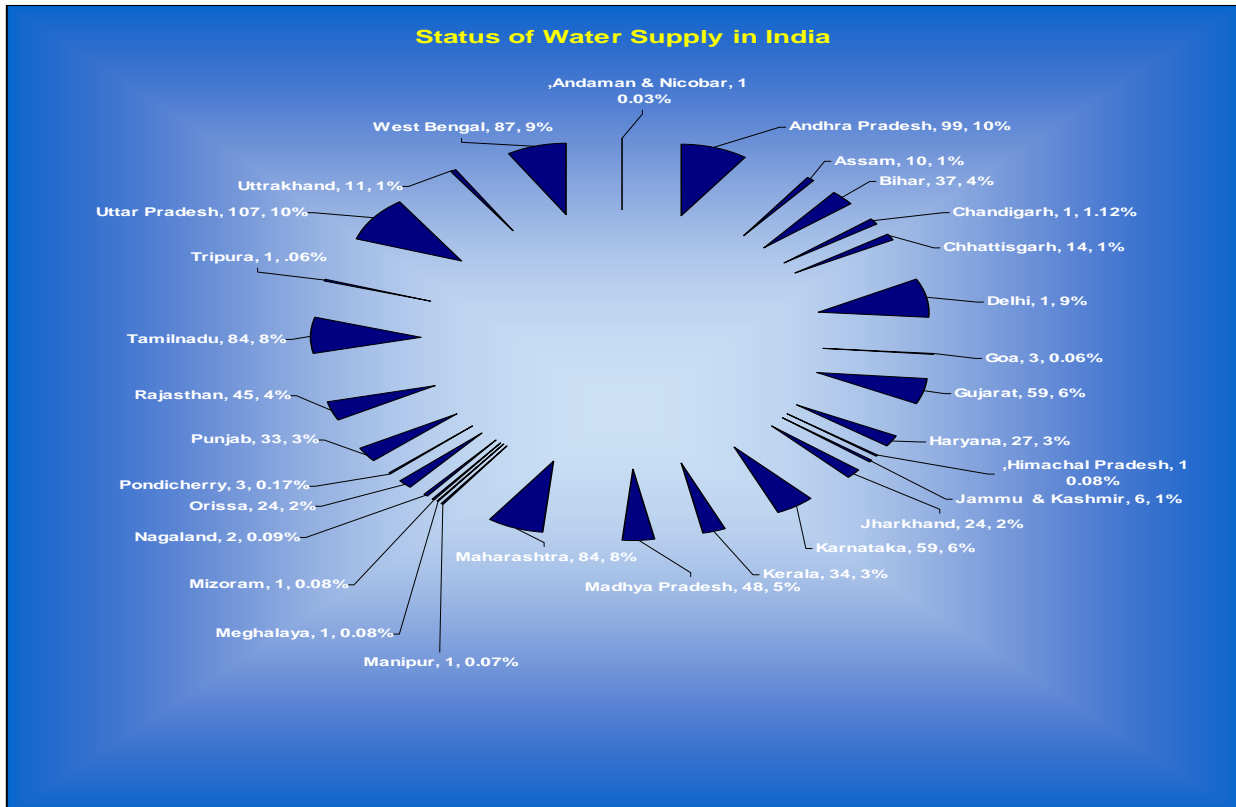 Status of Water Supply in India
,Andaman & Nicobar, 1
0.03%
Andhra Pradesh, 99, 10%
Assam, 10, 1%
Bihar, 37, 4%
Chandigarh, 1, 1.12%
Chhattisgarh, 14, 1%
Delhi, 1, 9%
Goa, 3, 0.06%
Gujarat, 59, 6%
Haryana, 27, 3%
,Himachal Pradesh, 1
0.08%
Jammu & Kashmir, 6, 1%
Jharkhand, 24, 2%
Karnataka, 59, 6%
Kerala, 34, 3%
Madhya Pradesh, 48, 5%
Maharashtra, 84, 8%
Manipur, 1, 0.07%
Meghalaya, 1, 0.08%
Mizoram, 1, 0.08%
Nagaland, 2, 0.09%
Orissa, 24, 2%
Pondicherry, 3, 0.17%
Punjab, 33, 3%
Rajasthan, 45, 4%
Tamilnadu, 84, 8%
Tripura, 1, .06%
Uttar Pradesh, 107, 10%
Uttrakhand, 11, 1%
West Bengal, 87, 9%